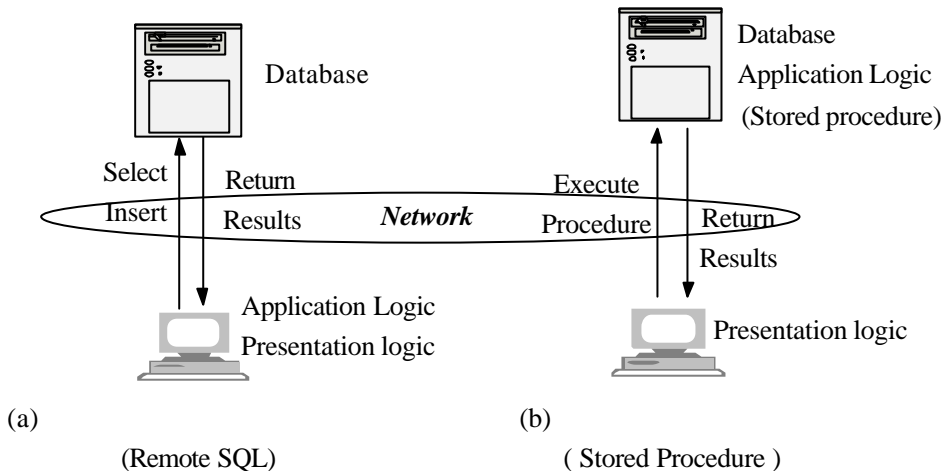 Database
Select
Insert
Return
Results
Application Logic
Presentation logic
Network
Database
Application Logic
(Stored procedure)
Execute
Procedure
Return
Results
Presentation logic
(a)
(b)
(Remote SQL)
( Stored Procedure )